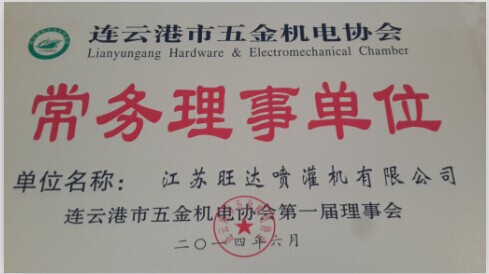 连云港市五金机电协会
Lianyungang Hardware & Electromechanical Chamber
常务理事单位
单位名称：江苏旺达喷灌机有限公司
连云港市五金机电协会第一届理事会
二〇一四年六月